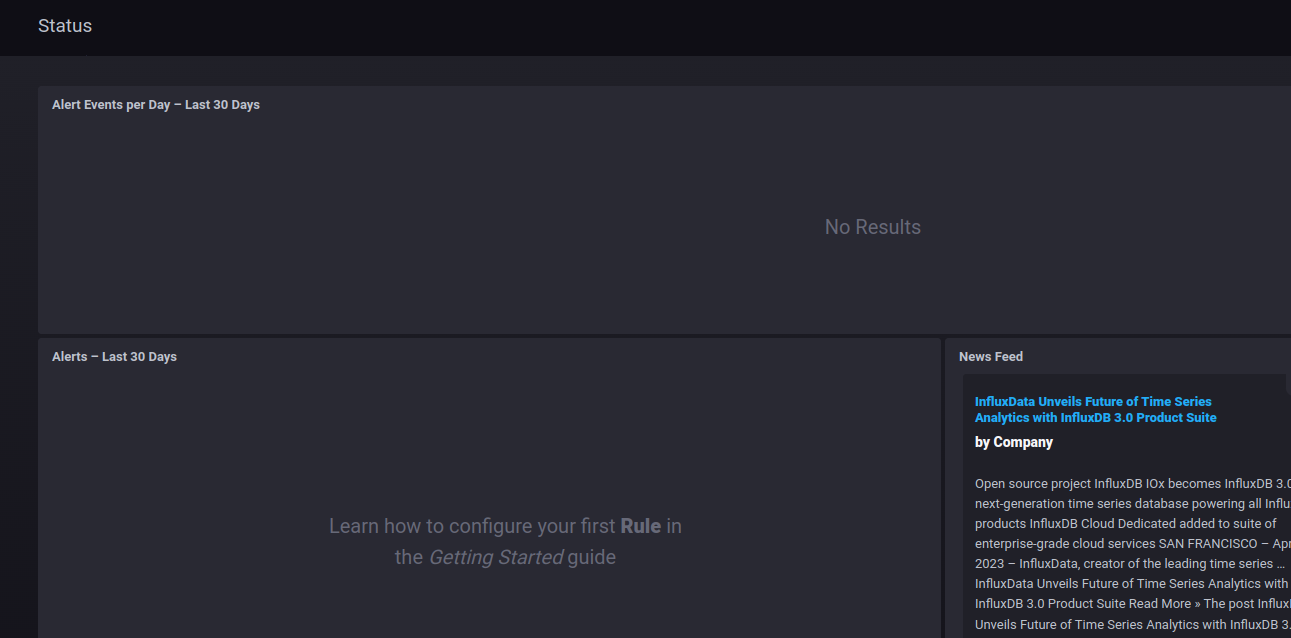 Status
Alert Events per Day – Last 30 Days
No Results
Alerts – Last 30 Days
Learn how to configure your first Rule in
the Getting Started guide
News Feed
InfluxData Unveils Future of Time Series
Analytics with InfluxDB 3.0 Product Suite
by Company
Open source project InfluxDB IOx becomes InfluxDB 3.0
next-generation time series database powering all Influ
products InfluxDB Cloud Dedicated added to suite of
enterprise-grade cloud services SAN FRANCISCO – Apr
2023 – InfluxData, creator of the leading time series ...
InfluxData Unveils Future of Time Series Analytics with
InfluxDB 3.0 Product Suite Read More » The post Influx
Unveils Future of Time Series Analytics with InfluxDB 3.